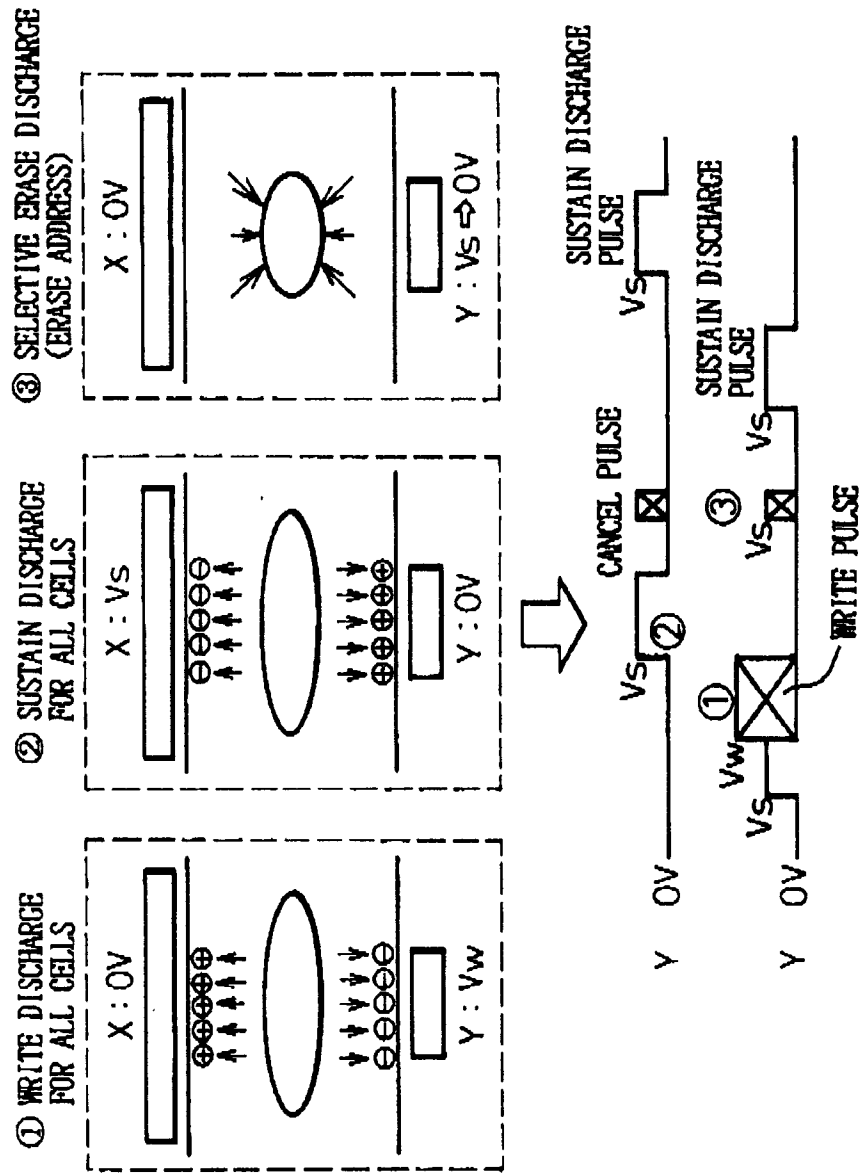 ① WRITE DISCHARGE
FOR ALL CELLS
X : 0V
⊕⊕⊕⊕⊕
⊖⊖⊖⊖⊖
Y : Vw
② SUSTAIN DISCHARGE
FOR ALL CELLS
X : Vs
⊖⊖⊖⊖⊖
⊕⊕⊕⊕⊕
Y : 0V
③ SELECTIVE ERASE DISCHARGE
(ERASE ADDRESS)
X : 0V
Y : Vs ⇨ 0V
Y 0V
Vs
②
CANCEL PULSE
Vs
SUSTAIN DISCHARGE
PULSE
Y 0V
Vs
Vw
①
WRITE PULSE
Vs
③
Vs
SUSTAIN DISCHARGE
PULSE